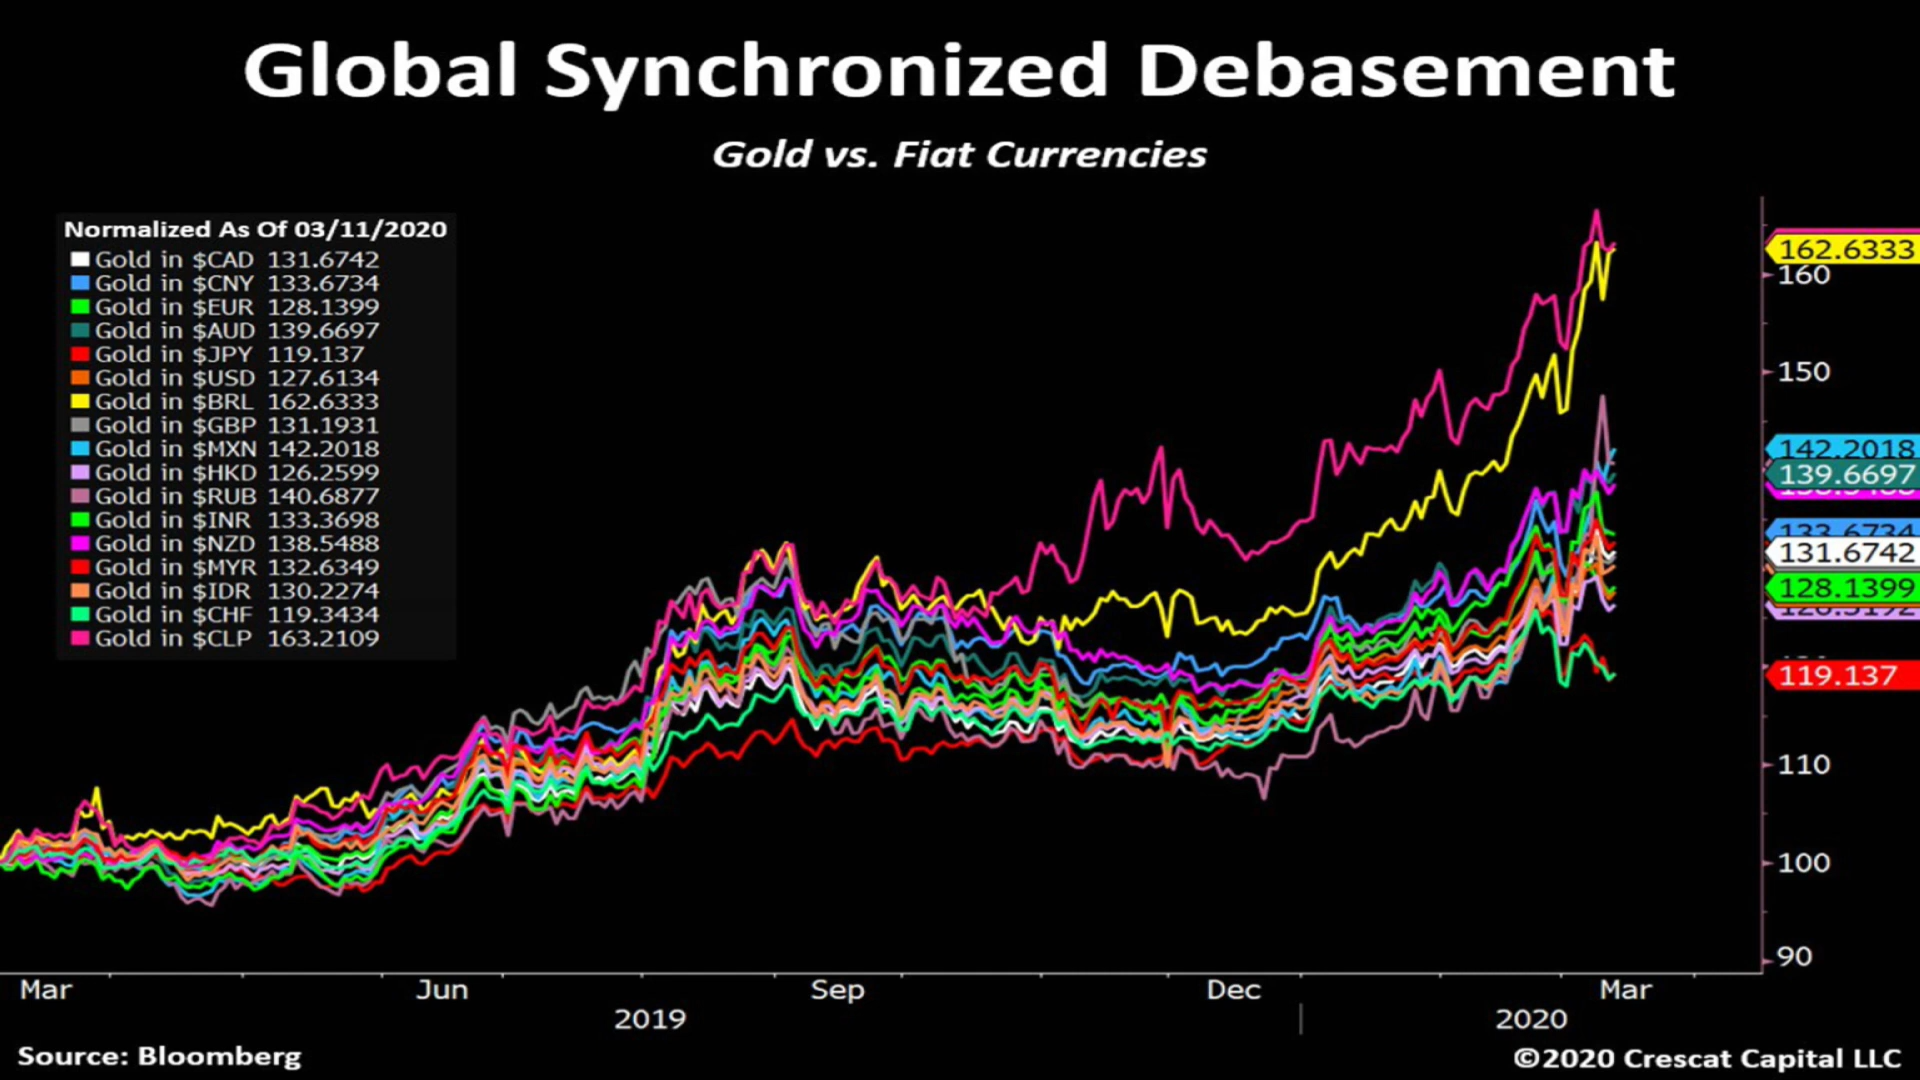 Global Synchronized Debasement
Gold vs. Fiat Currencies
Normalized As Of 03/11/2020
Gold in $CAD 131.6742
Gold in $CNY 133.6734
Gold in $EUR 128.1399
Gold in $AUD 139.6697
Gold in $JPY 119.137
Gold in $USD 127.6134
Gold in $BRL 162.6333
Gold in $GBP 131.1931
Gold in $MXN 142.2018
Gold in $HKD 126.2599
Gold in $RUB 140.6877
Gold in $INR 133.3698
Gold in $NZD 138.5488
Gold in $MYR 132.6349
Gold in $IDR 130.2274
Gold in $CHF 119.3434
Gold in $CLP 163.2109
162.6333
160
150
142.2018
139.6697
133.6734
131.6742
128.1399
119.137
110
100
90
Mar Jun Sep Dec Mar
2019 2020
Source: Bloomberg
©2020 Crescat Capital LLC